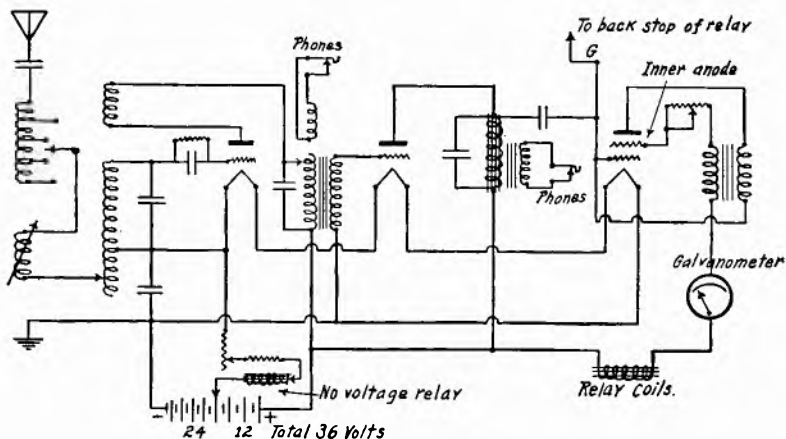 Phones
To back stop of relay
G
Inner anode
Phones
Galvanometer
No voltage relay
Relay coils.
- 24 12 + Total 36 Volts